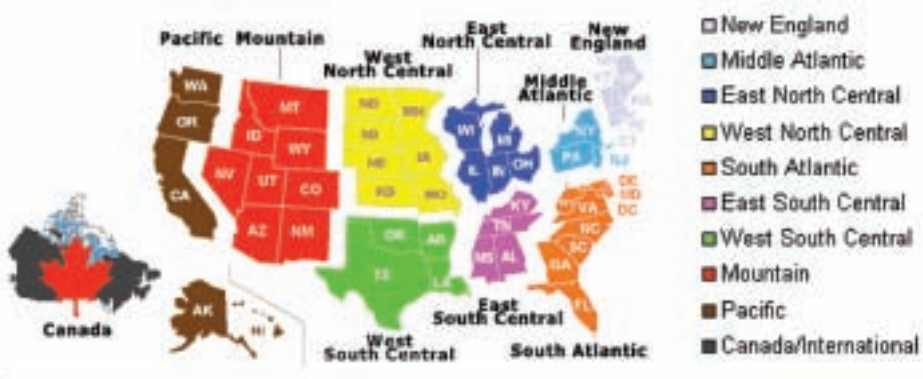 Pacific
Mountain
West
North Central
East
North Central
Middle
Atlantic
New
England
WA
OR
CA
MT
ID
WY
NV
UT
CO
AZ
NM
ND
MN
NE
IA
KS
MO
WI
MI
IL
IN
OH
NY
PA
NJ
MA
CT
OK
AR
TX
LA
KY
TN
MS
AL
DE
MD
DC
VA
NC
SC
GA
FL
AK
HI
Canada
West
South Central
East
South Central
South Atlantic
New England
Middle Atlantic
East North Central
West North Central
South Atlantic
East South Central
West South Central
Mountain
Pacific
Canada/International